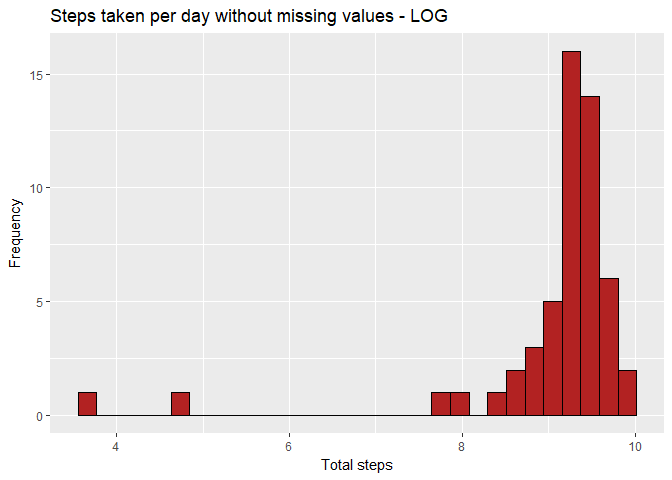 Steps taken per day without missing values - LOG
15
10
5
0
Frequency
4 6 8 10
Total steps